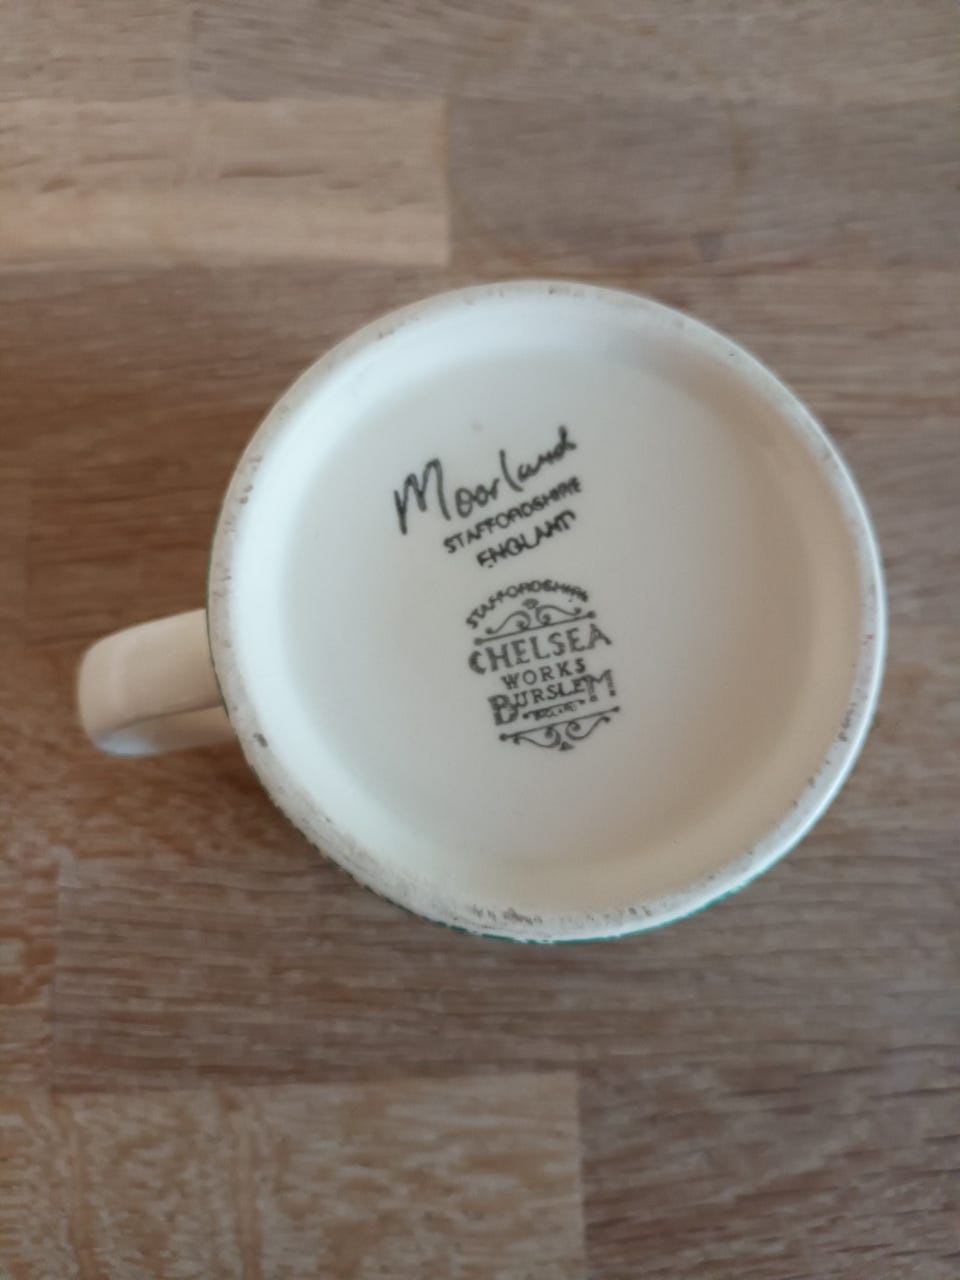 Moorland
STAFFORDSHIRE
ENGLAND
STAFFORDSHIRE
CHELSEA
WORKS
BURSLEM